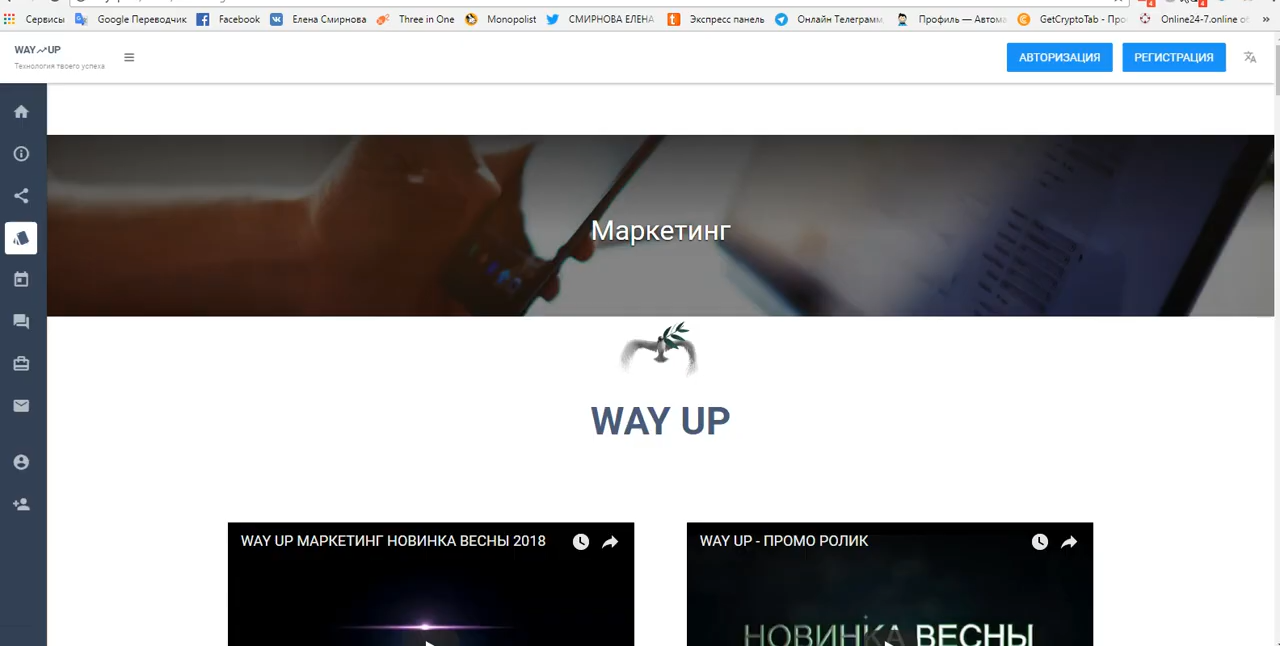 Сервисы Google Переводчик Facebook Елена Смирнова Three in One Monopolist СМИРНОВА ЕЛЕНА Экспресс панель Онлайн Телеграмм Профиль — Автома GetCryptoTab - Про Online24-7.online »
WAY UP
Технология твоего успеха
АВТОРИЗАЦИЯ РЕГИСТРАЦИЯ
Маркетинг
WAY UP
WAY UP МАРКЕТИНГ НОВИНКА ВЕСНЫ 2018
WAY UP - ПРОМО РОЛИК
НОВИНКА ВЕСНЫ